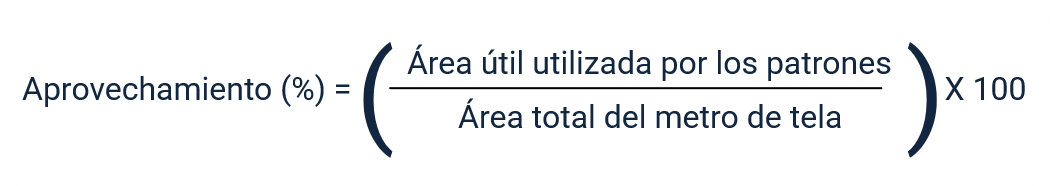 Aprovechamiento (%) = ( Área útil utilizada por los patrones
Área total del metro de tela ) X 100